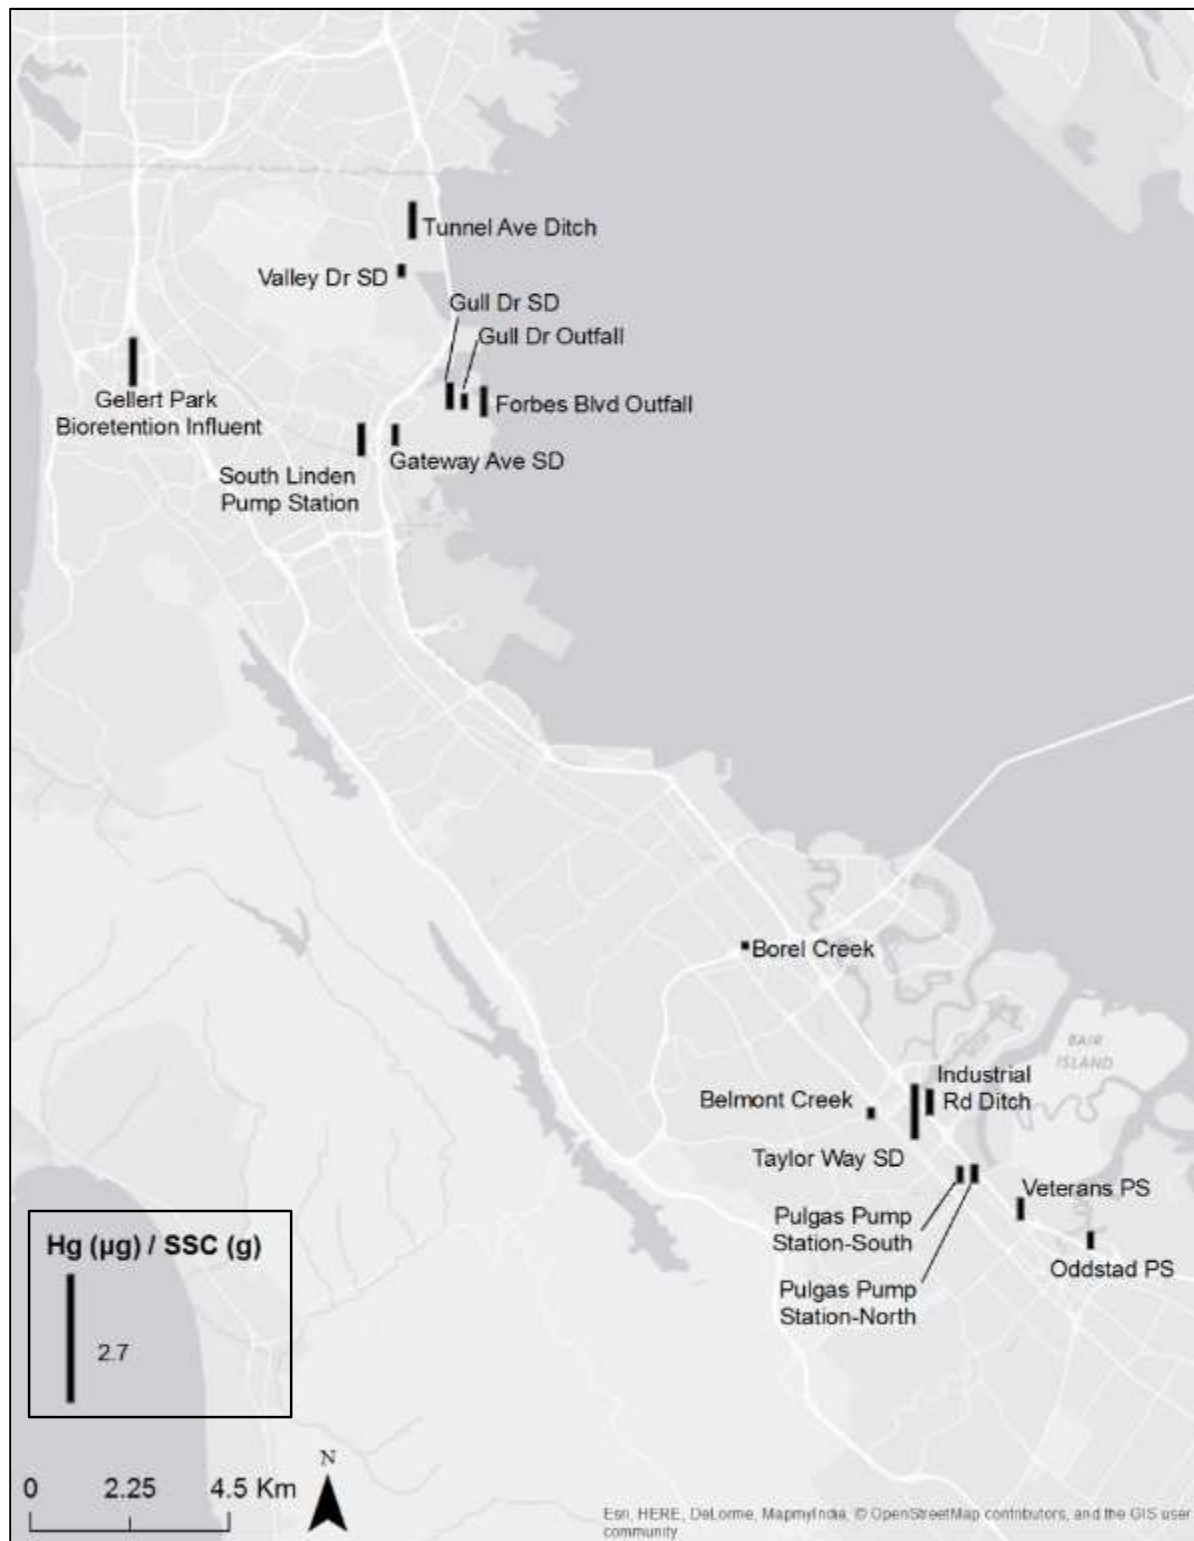 Tunnel Ave Ditch
Valley Dr SD
Gull Dr SD
Gull Dr Outfall
Gellert Park
Bioretention Influent
Forbes Blvd Outfall
Gateway Ave SD
South Linden
Pump Station
Borel Creek
BAIR
ISLAND
Industrial
Rd Ditch
Belmont Creek
Taylor Way SD
Veterans PS
Pulgas Pump
Station-South
Oddstad PS
Pulgas Pump
Station-North
Hg (µg) / SSC (g)
2.7
N
0 2.25 4.5 Km
Esri, HERE, DeLorme, MapmyIndia, © OpenStreetMap contributors, and the GIS user
community